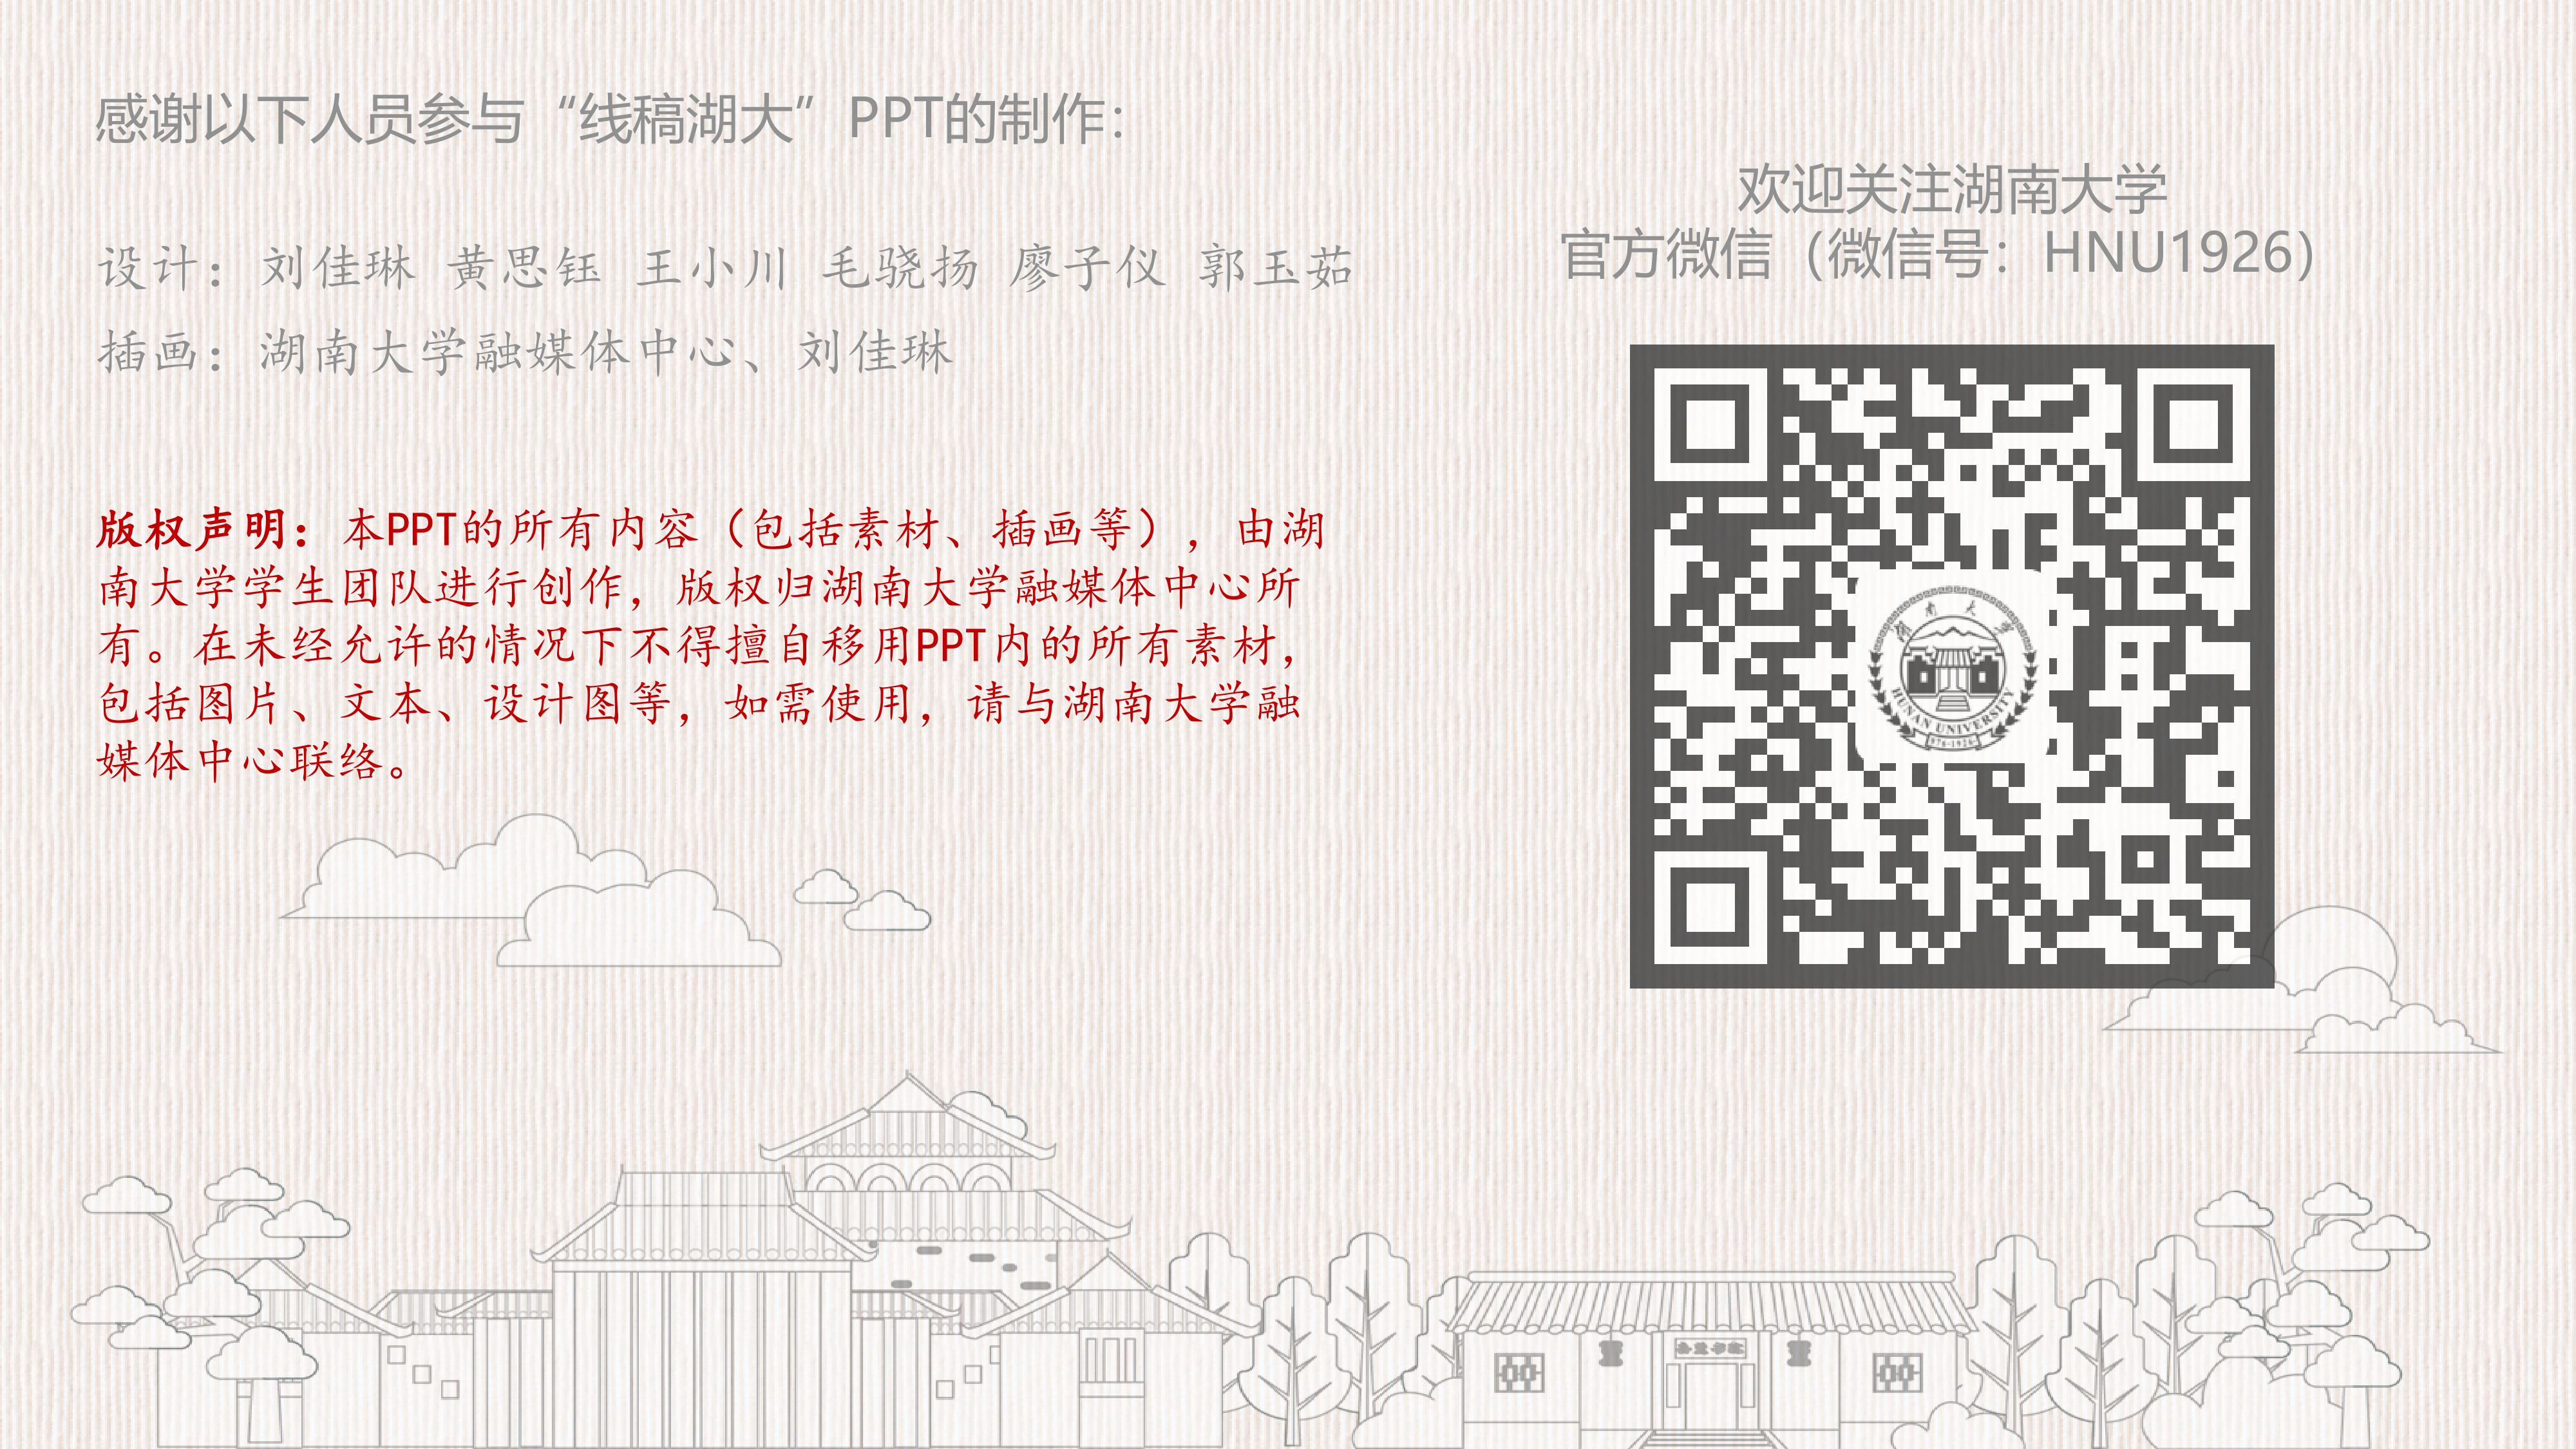 感谢以下人员参与“线稿湖大”PPT的制作：
设计：刘佳琳 黄思钰 王小川 毛骁扬 廖子仪 郭玉茹
插画：湖南大学融媒体中心、刘佳琳
版权声明：本PPT的所有内容（包括素材、插画等），由湖
南大学学生团队进行创作，版权归湖南大学融媒体中心所
有。在未经允许的情况下不得擅自移用PPT内的所有素材，
包括图片、文本、设计图等，如需使用，请与湖南大学融
媒体中心联络。
欢迎关注湖南大学
官方微信（微信号：HNU1926）
湖南大学
HUNAN UNIVERSITY
976-1926